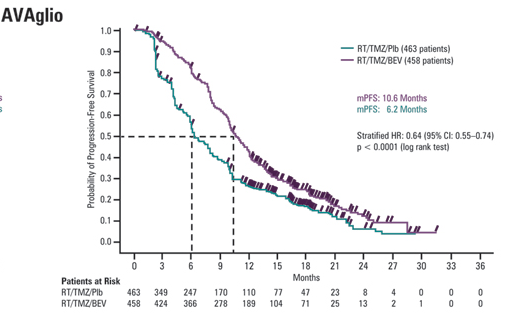 AVAglio
RT/TMZ/Plb (463 patients)
RT/TMZ/BEV (458 patients)
mPFS: 10.6 Months
mPFS: 6.2 Months
Stratified HR: 0.64 (95% CI: 0.55–0.74)
p < 0.0001 (log rank test)
Probability of Progression-Free Survival
1.0
0.9
0.8
0.7
0.6
0.5
0.4
0.3
0.2
0.1
0.0
0 3 6 9 12 15 18 21 24 27 30 33 36
Months
Patients at Risk
RT/TMZ/Plb 463 349 247 170 110 77 47 23 8 4 0 0 0
RT/TMZ/BEV 458 424 366 278 189 104 71 25 13 2 1 0 0